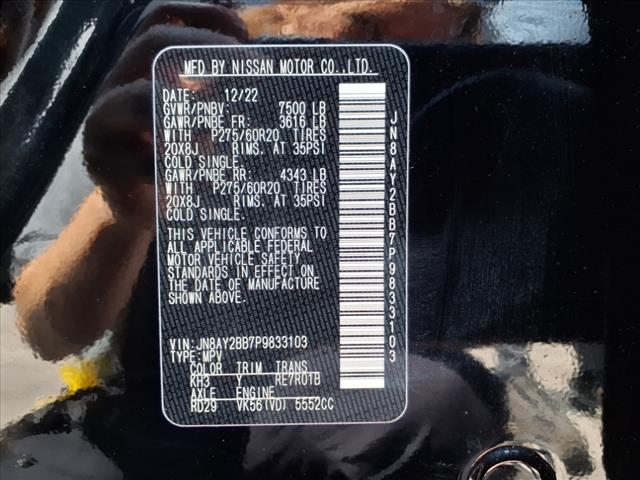 MFD BY NISSAN MOTOR CO., LTD.
DATE: 12/22
GVWR/PNBV: 7500 LB
GAWR/PNBE FR: 3616 LB
WITH P275/60R20 TIRES
20X8J RIMS. AT 35PSI
COLD SINGLE.
GAWR/PNBE RR: 4343 LB
WITH P275/60R20 TIRES
20X8J RIMS. AT 35PSI
COLD SINGLE.
THIS VEHICLE CONFORMS TO
ALL APPLICABLE FEDERAL
MOTOR VEHICLE SAFETY
STANDARDS IN EFFECT ON
THE DATE OF MANUFACTURE
SHOWN ABOVE.
VIN:JN8AY2BB7P9833103
TYPE:MPV
COLOR TRIM TRANS
KH3 Y RE7R01B
AXLE ENGINE
RD29 VK56(VD) 5552CC
JN8AY2BB7P9833103